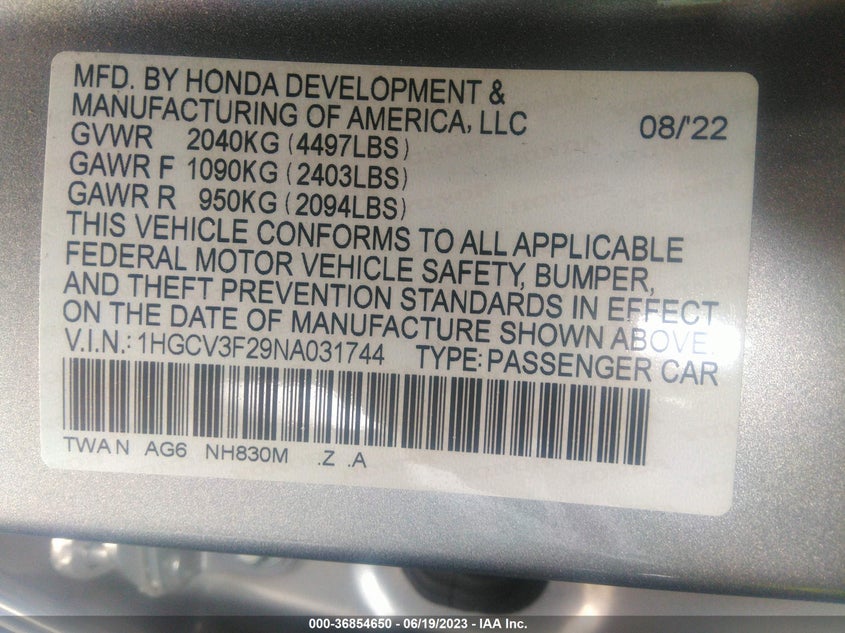 MFD. BY HONDA DEVELOPMENT &
MANUFACTURING OF AMERICA, LLC
08/'22
GVWR 2040KG (4497LBS)
GAWR F 1090KG (2403LBS)
GAWR R 950KG (2094LBS)
THIS VEHICLE CONFORMS TO ALL APPLICABLE
FEDERAL MOTOR VEHICLE SAFETY, BUMPER,
AND THEFT PREVENTION STANDARDS IN EFFECT
ON THE DATE OF MANUFACTURE SHOWN ABOVE.
V.I.N.: 1HGCV3F29NA031744 TYPE: PASSENGER CAR
TWAN AG6 NH830M .Z .A
000-36854650 - 06/19/2023 - IAA Inc.